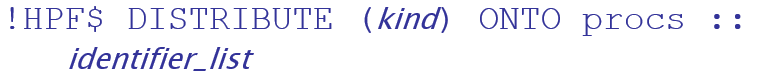 !HPF$ DISTRIBUTE (kind) ONTO procs ::
identifier_list